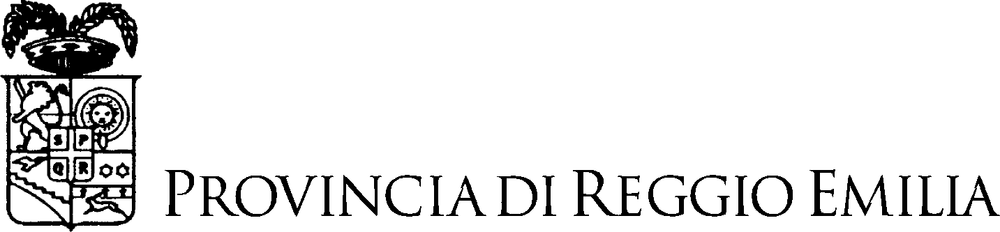 S P
Q R
PROVINCIA DI REGGIO EMILIA